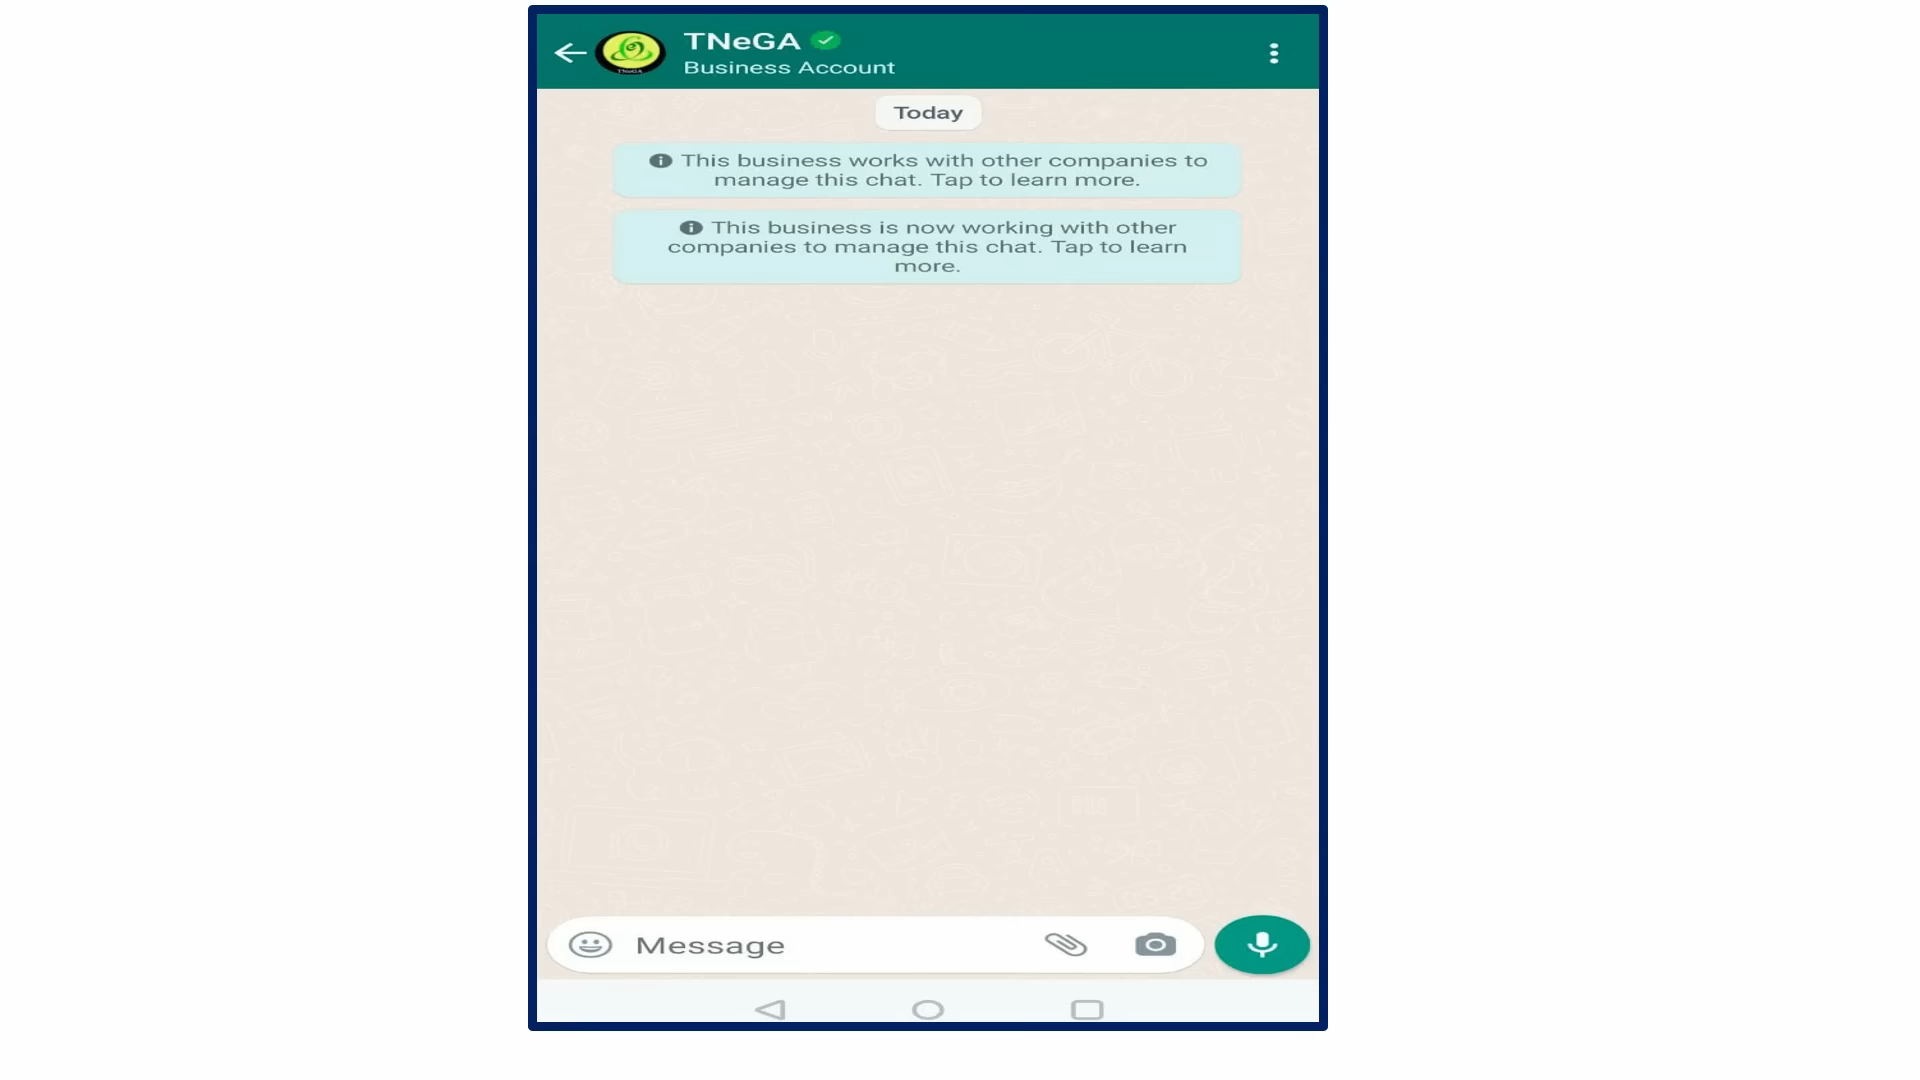 TNeGA
Business Account
Today
This business works with other companies to
manage this chat. Tap to learn more.
This business is now working with other
companies to manage this chat. Tap to learn
more.
Message